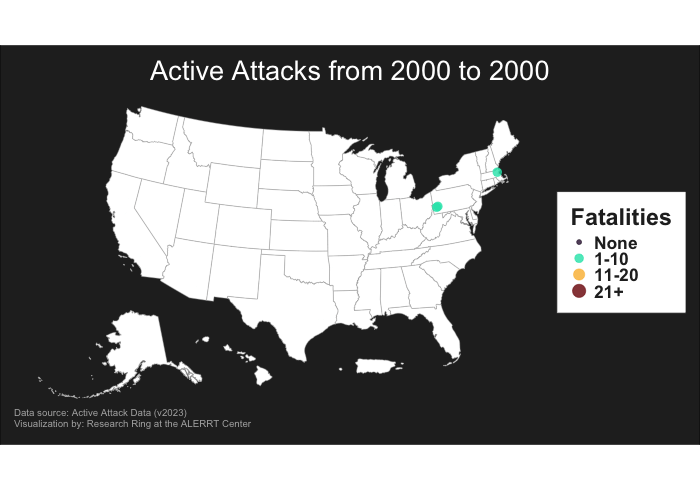 Active Attacks from 2000 to 2000
Fatalities
None
1-10
11-20
21+
Data source: Active Attack Data (v2023)
Visualization by: Research Ring at the ALERRT Center